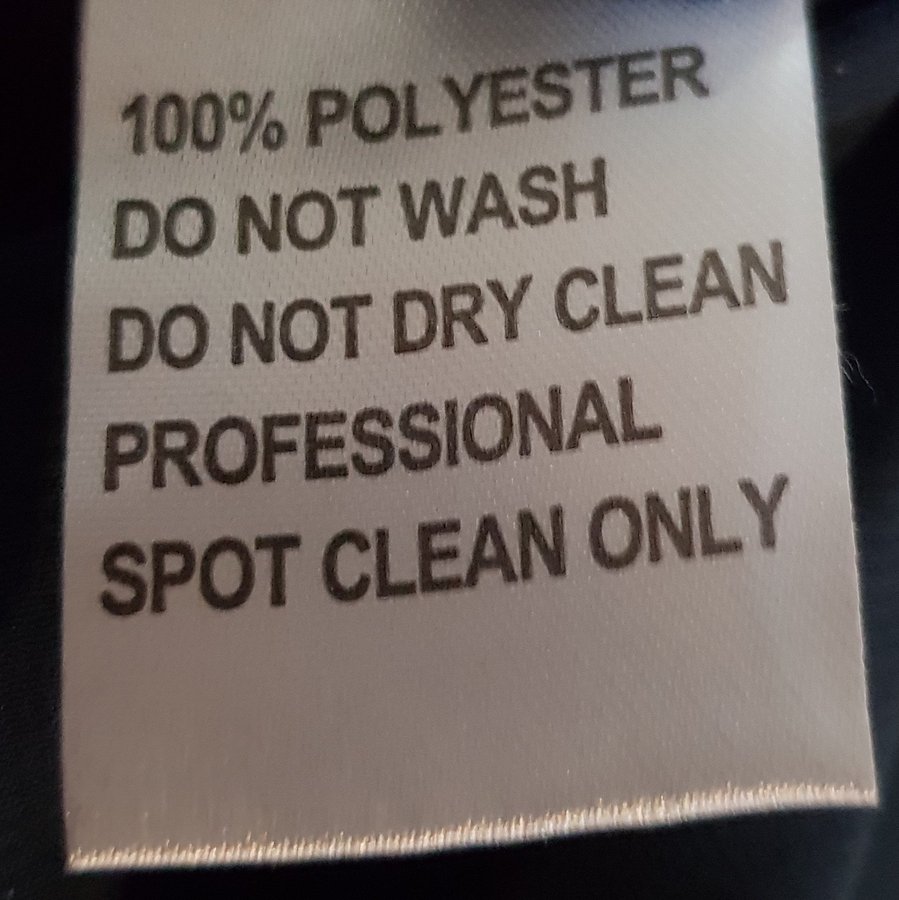 100% POLYESTER
DO NOT WASH
DO NOT DRY CLEAN
PROFESSIONAL
SPOT CLEAN ONLY